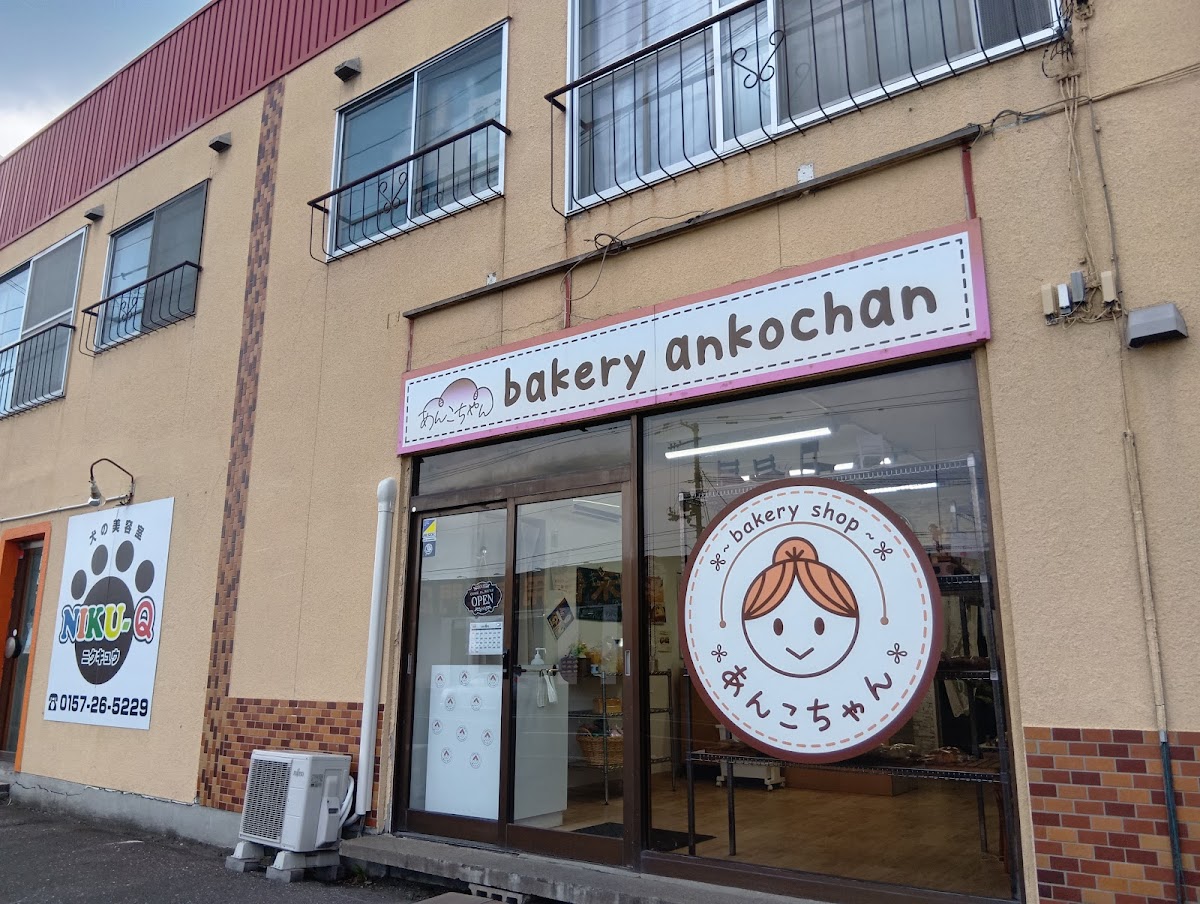 あんこちゃん
bakery ankochan
~ bakery shop ~
あんこちゃん
OPEN
犬の美容室
NIKU-Q
ニクキュウ
☎0157-26-5229